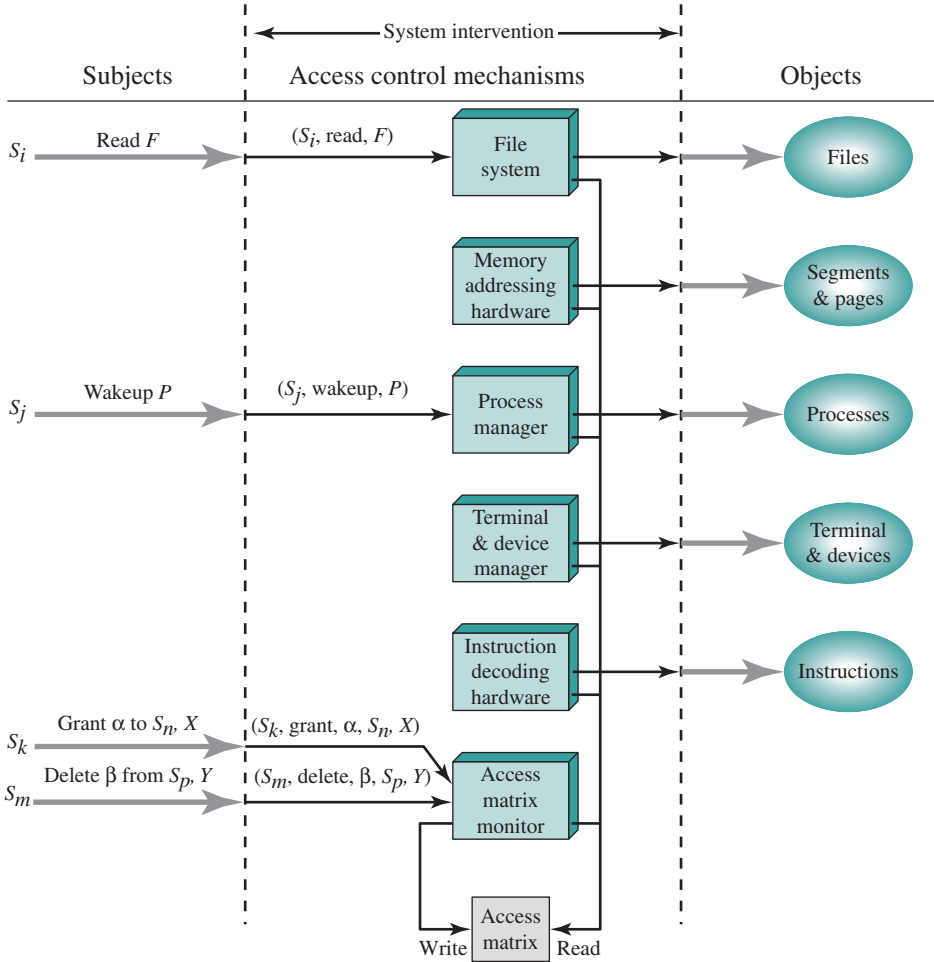 System intervention
Subjects
Access control mechanisms
Objects
Sᵢ
Read F
(Sᵢ, read, F)
File
system
Files
Memory
addressing
hardware
Segments
& pages
Sⱼ
Wakeup P
(Sⱼ, wakeup, P)
Process
manager
Processes
Terminal
& device
manager
Terminal
& devices
Instruction
decoding
hardware
Instructions
Sₖ
Grant α to Sₙ, X
(Sₖ, grant, α, Sₙ, X)
Sₘ
Delete β from Sₚ, Y
(Sₘ, delete, β, Sₚ, Y)
Access
matrix
monitor
Write
Access
matrix
Read